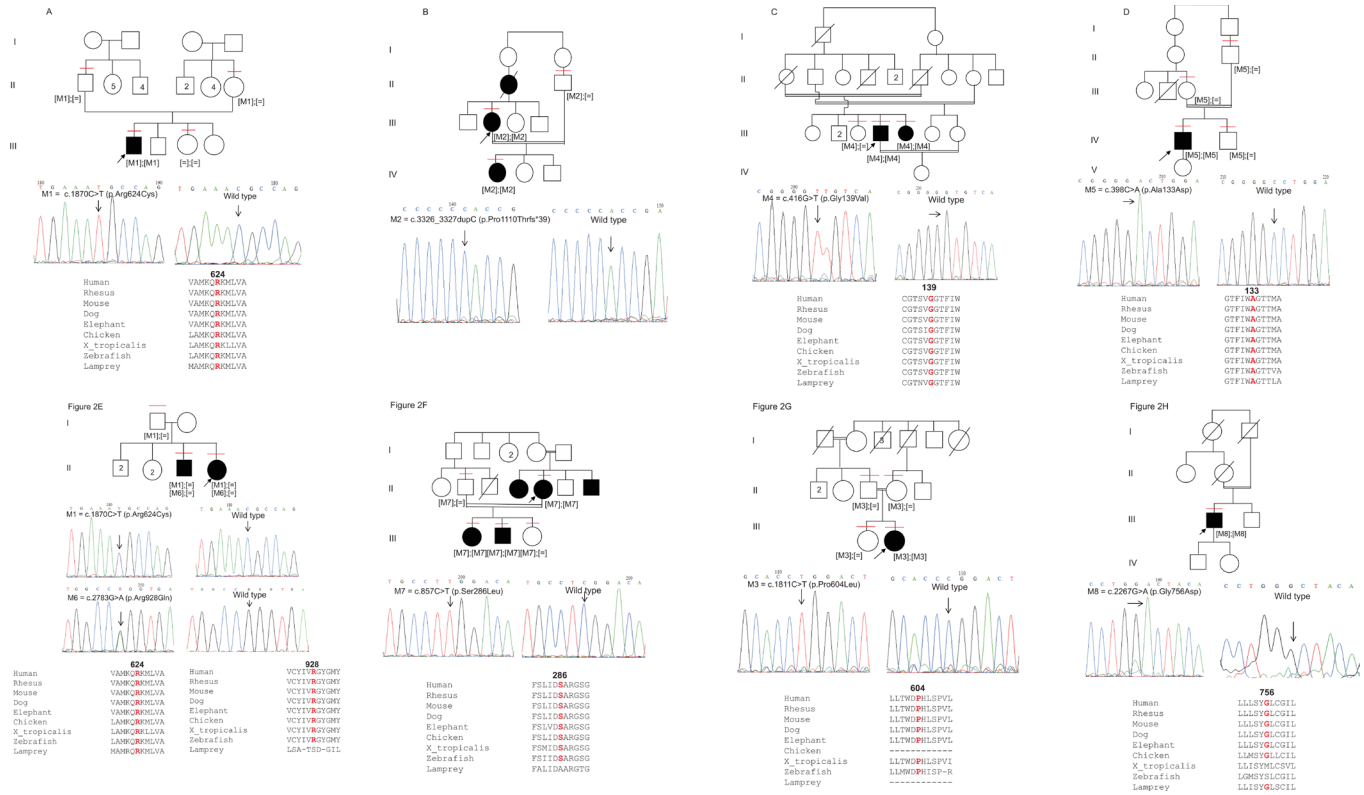 A
I
II
5
4
2
4
[M1];[=]
[M1];[=]
III
[M1];[M1]
[=];[=]
180
190
T G A A A T G C C A G
M1 = c.1870C>T (p.Arg624Cys)
180
T G A A A C G C C A G
Wild type
624
Human VAMKQRKMLVA
Rhesus VAMKQRKMLVA
Mouse VAMKQRKMLVA
Dog VAMKQRKMLVA
Elephant VAMKQRKMLVA
Chicken LAMKQRKMLVA
X_tropicalis LAMKQRKLLVA
Zebrafish LAMKQRKMLVA
Lamprey MAMRQRKMLVA
B
I
II
[M2];[=]
III
[M2];[M2]
IV
[M2];[M2]
140
C C C C C C A C C G
M2 = c.3326_3327dupC (p.Pro1110Thrfs*39)
150
C C C C C A C C C G A
Wild type
C
I
II
2
III
2
[M4];[=]
[M4];[M4]
[M4];[M4]
IV
200
C G G G G T T G T C A
M4 = c.416G>T (p.Gly139Val)
C G G G G G T G T C A
Wild type
139
Human CGTSVGGTFIW
Rhesus CGTSVGGTFIW
Mouse CGTSVGGTFIW
Dog CGTSIGGTFIW
Elephant CGTSVGGTFIW
Chicken CGTSVGGTFIW
X_tropicalis CGTSVGGTFIW
Zebrafish CGTSVGGTFIW
Lamprey CGTNVGGTFIW
D
I
II
[M5];[=]
III
[M5];[=]
IV
[M5];[M5]
[M5];[=]
V
C G G G G A C T G G A
M5 = c.398C>A (p.Ala133Asp)
220
C G G G G C C T G G A
Wild type
133
Human GTFIWAGTTMA
Rhesus GTFIWAGTTMA
Mouse GTFIWAGTTMA
Dog GTFIWAGTTMA
Elephant GTFIWAGTTMA
Chicken GTFIWAGTTMA
X_tropicalis GTFIWAGTTMA
Zebrafish GTFIWAGTTVA
Lamprey GTFIWAGTTLA
Figure 2E
I
[M1];[=]
II
2
2
[M1];[=]
[M6];[=]
[M1];[=]
[M6];[=]
M1 = c.1870C>T (p.Arg624Cys)
T G A A A C G C C A G
Wild type
M6 = c.2783G>A (p.Arg928Gln)
Wild type
624
Human VAMKQRKMLVA
Rhesus VAMKQRKMLVA
Mouse VAMKQRKMLVA
Dog VAMKQRKMLVA
Elephant VAMKQRKMLVA
Chicken LAMKQRKMLVA
X_tropicalis LAMKQRKLLVA
Zebrafish LAMKQRKMLVA
Lamprey MAMRQRKMLVA
928
Human VCYIVRGYGMY
Rhesus VCYIVRGYGMY
Mouse VCYIVRGYGMY
Dog VCYIVRGYGMY
Elephant VCYIVRGYGMY
Chicken VCYIVRGYGMY
X_tropicalis VCYIVRGYGMY
Zebrafish VCYIVRGYGMY
Lamprey LSA-TSD-GIL
Figure 2F
I
2
II
[M7];[=]
[M7];[M7]
III
[M7];[M7][M7];[M7][M7];[=]
200
T G C C T T G G A C A
M7 = c.857C>T (p.Ser286Leu)
200
T G C C T C G G A C A
Wild type
286
Human FSLIDSARGSG
Rhesus FSLIDSARGSG
Mouse FSLIDSARGSG
Dog FSLIDSARGSG
Elephant FSLVDSARGSG
Chicken FSLIDSARGSG
X_tropicalis FSMIDSARGSG
Zebrafish FSIIDSARGSG
Lamprey FALIDAARGTG
Figure 2G
I
3
II
2
[M3];[=]
[M3];[=]
III
[M3];[=]
[M3];[M3]
110
G C A C C T G G A C T
M3 = c.1811C>T (p.Pro604Leu)
110
G C A C C C G G A C T
Wild type
604
Human LLTWDPHLSPVL
Rhesus LLTWDPHLSPVL
Mouse LLTWDPHLSPVL
Dog LLTWDPHLSPVL
Elephant LLTWDPHLSPVL
Chicken ------------
X_tropicalis LLTWDPHLSPVI
Zebrafish LLMWDPHISP-R
Lamprey ------------
Figure 2H
I
II
III
[M8];[M8]
IV
C C T G G A C T A C A
M8 = c.2267G>A (p.Gly756Asp)
C C T G G G C T A C A
Wild type
756
Human LLLSYGLCGIL
Rhesus LLLSYGLCGIL
Mouse LLLSYGLCGIL
Dog LLLSYGLCGIL
Elephant LLLSYGLCGIL
Chicken LLMSYGLLCGIL
X_tropicalis LLISYMLCSVL
Zebrafish LGMSYSLCGIL
Lamprey LLISYGLSCIL